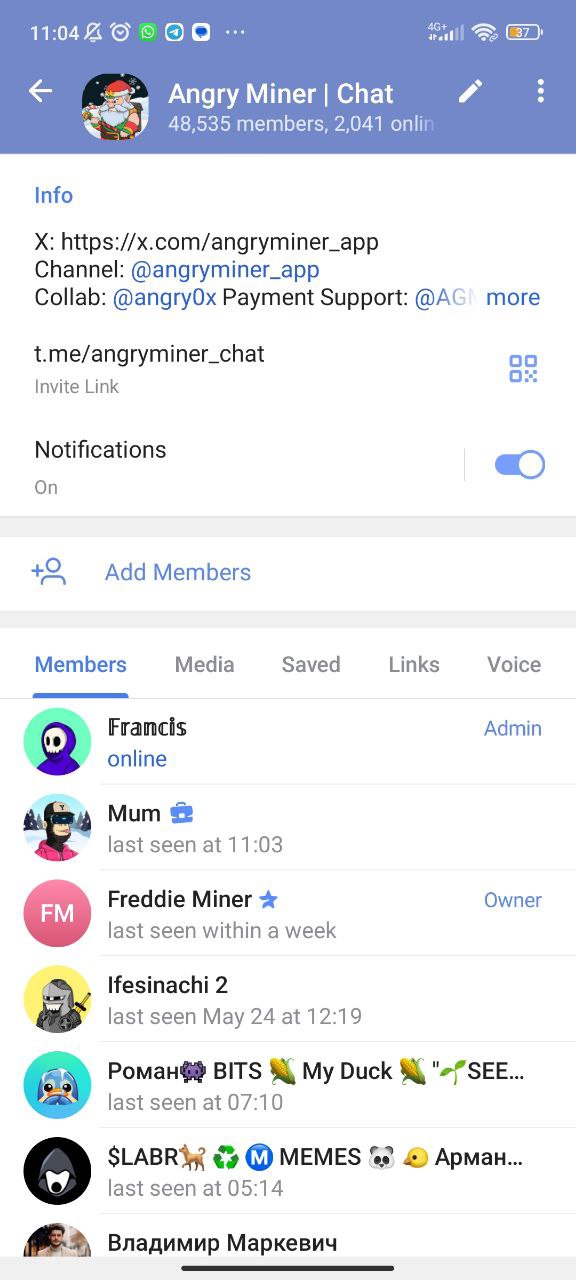 11:04
4G+
37
Angry Miner | Chat
48,535 members, 2,041 onlin
Info
X: https://x.com/angryminer_app
Channel: @angryminer_app
Collab: @angry0x Payment Support: @AGM more
t.me/angryminer_chat
Invite Link
Notifications
On
Add Members
Members Media Saved Links Voice
𝔽𝕣𝕒𝕟𝕔𝕚𝕤 Admin
online
Mum
last seen at 11:03
FM
Freddie Miner Owner
last seen within a week
Ifesinachi 2
last seen May 24 at 12:19
Роман👾 BITS 🌽 My Duck 🌽 "🌱SEE...
last seen at 07:10
$LABR🐕 ♻️ Ⓜ️ MEMES 🐼 🐤 Арман...
last seen at 05:14
Владимир Маркевич